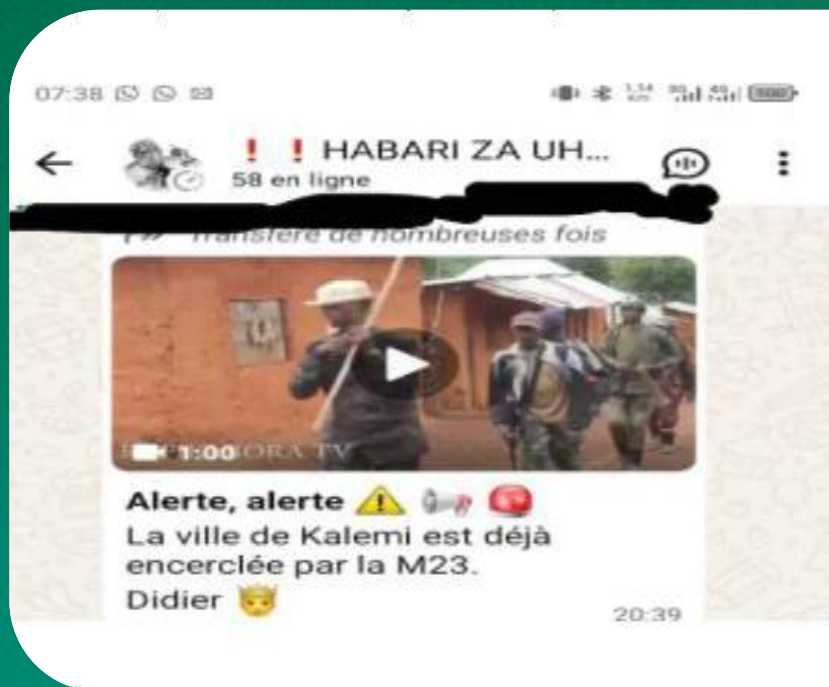 07:38
❗❗ HABARI ZA UH...
58 en ligne
Transféré de nombreuses fois
1:00
ORA TV
Alerte, alerte ⚠️
La ville de Kalemi est déjà
encerclée par la M23.
Didier
20:39